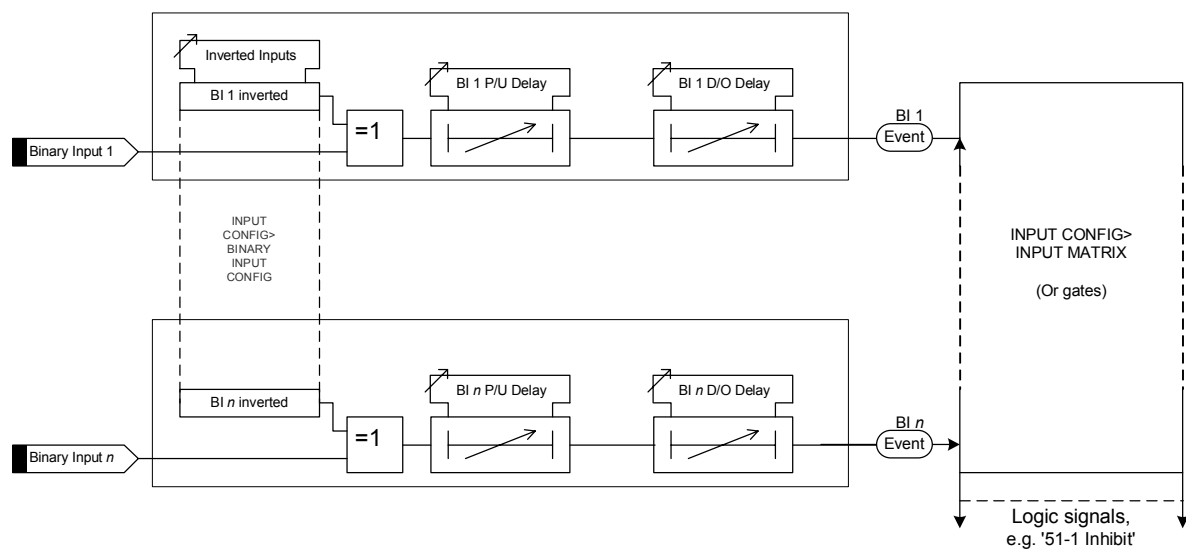 Inverted Inputs
BI 1 inverted
BI 1 P/U Delay
BI 1 D/O Delay
Binary Input 1
=1
BI 1
Event
INPUT
CONFIG>
BINARY
INPUT
CONFIG
INPUT CONFIG>
INPUT MATRIX
(Or gates)
BI n inverted
BI n P/U Delay
BI n D/O Delay
Binary Input n
=1
BI n
Event
Logic signals,
e.g. '51-1 Inhibit'